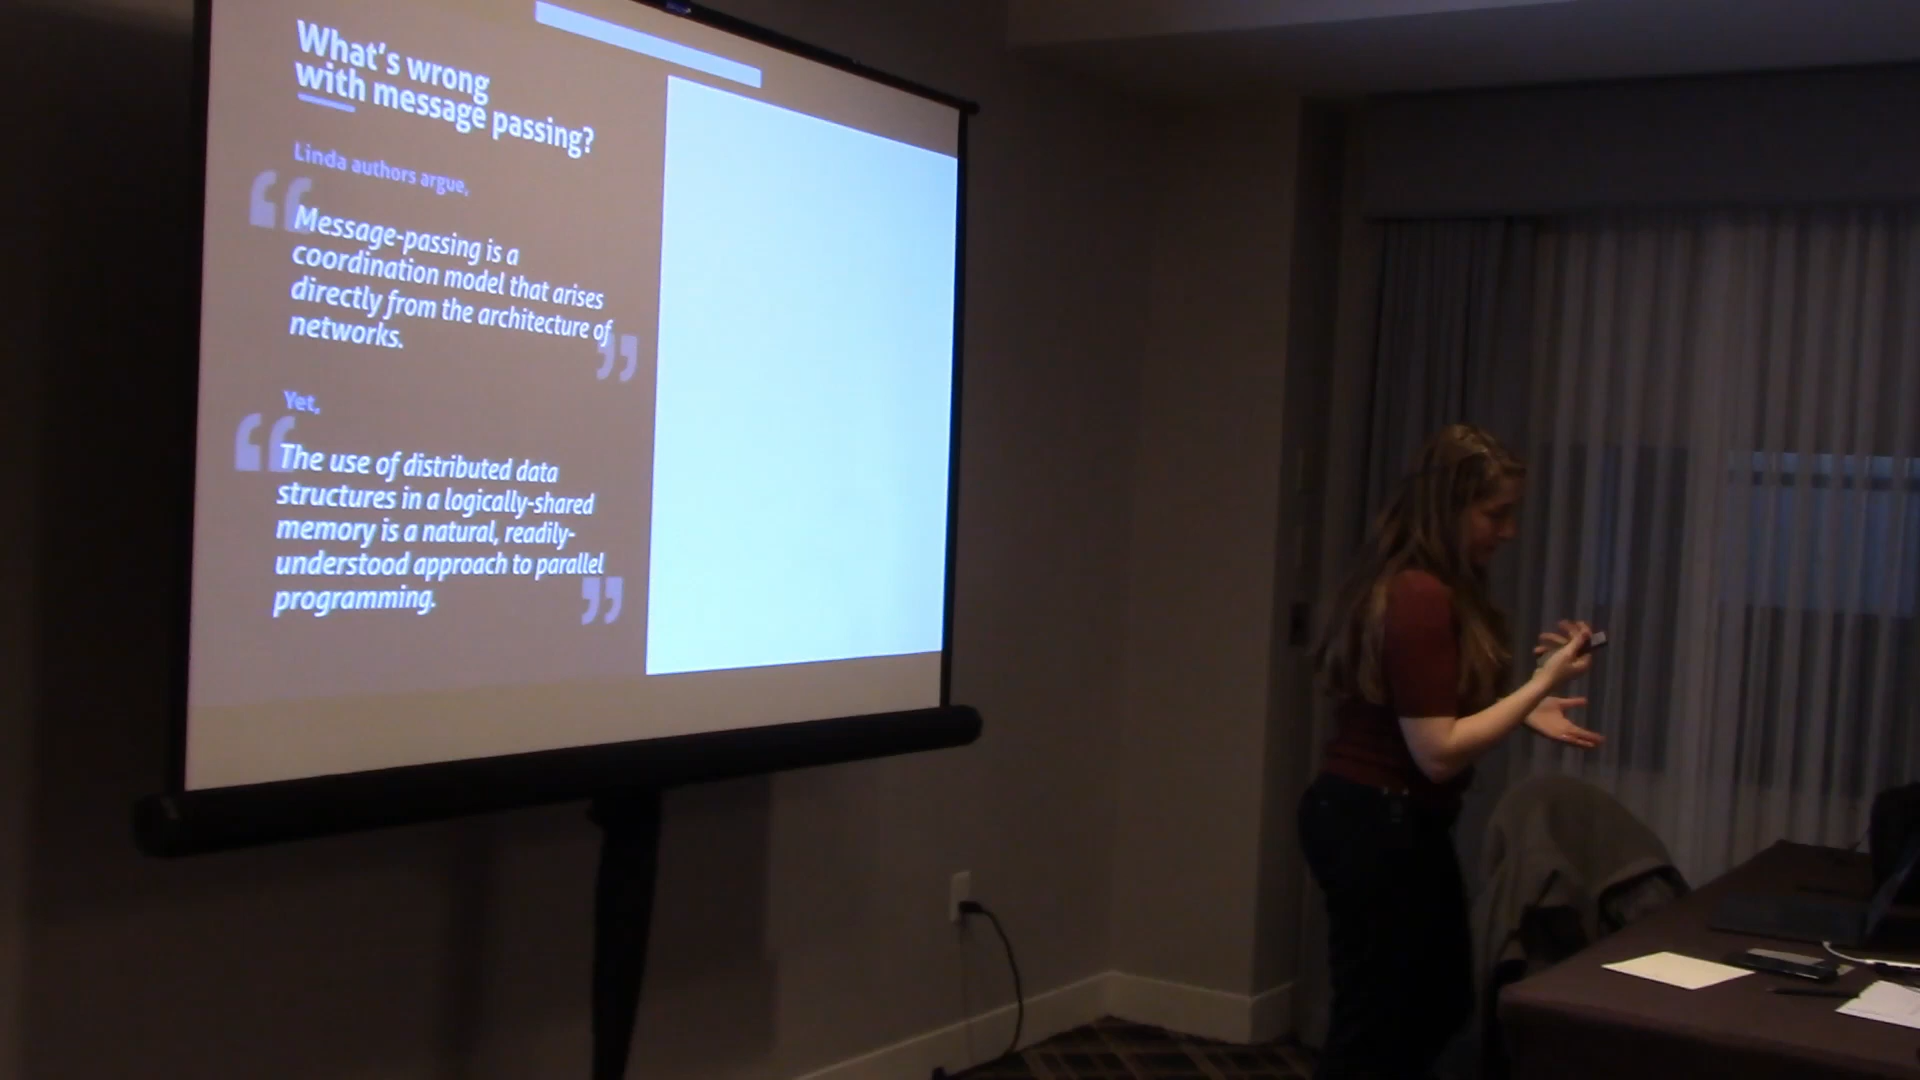 What's wrong
with message passing?
Linda authors argue,
“Message-passing is a
coordination model that arises
directly from the architecture of
networks.”
Yet,
“The use of distributed data
structures in a logically-shared
memory is a natural, readily-
understood approach to parallel
programming.”